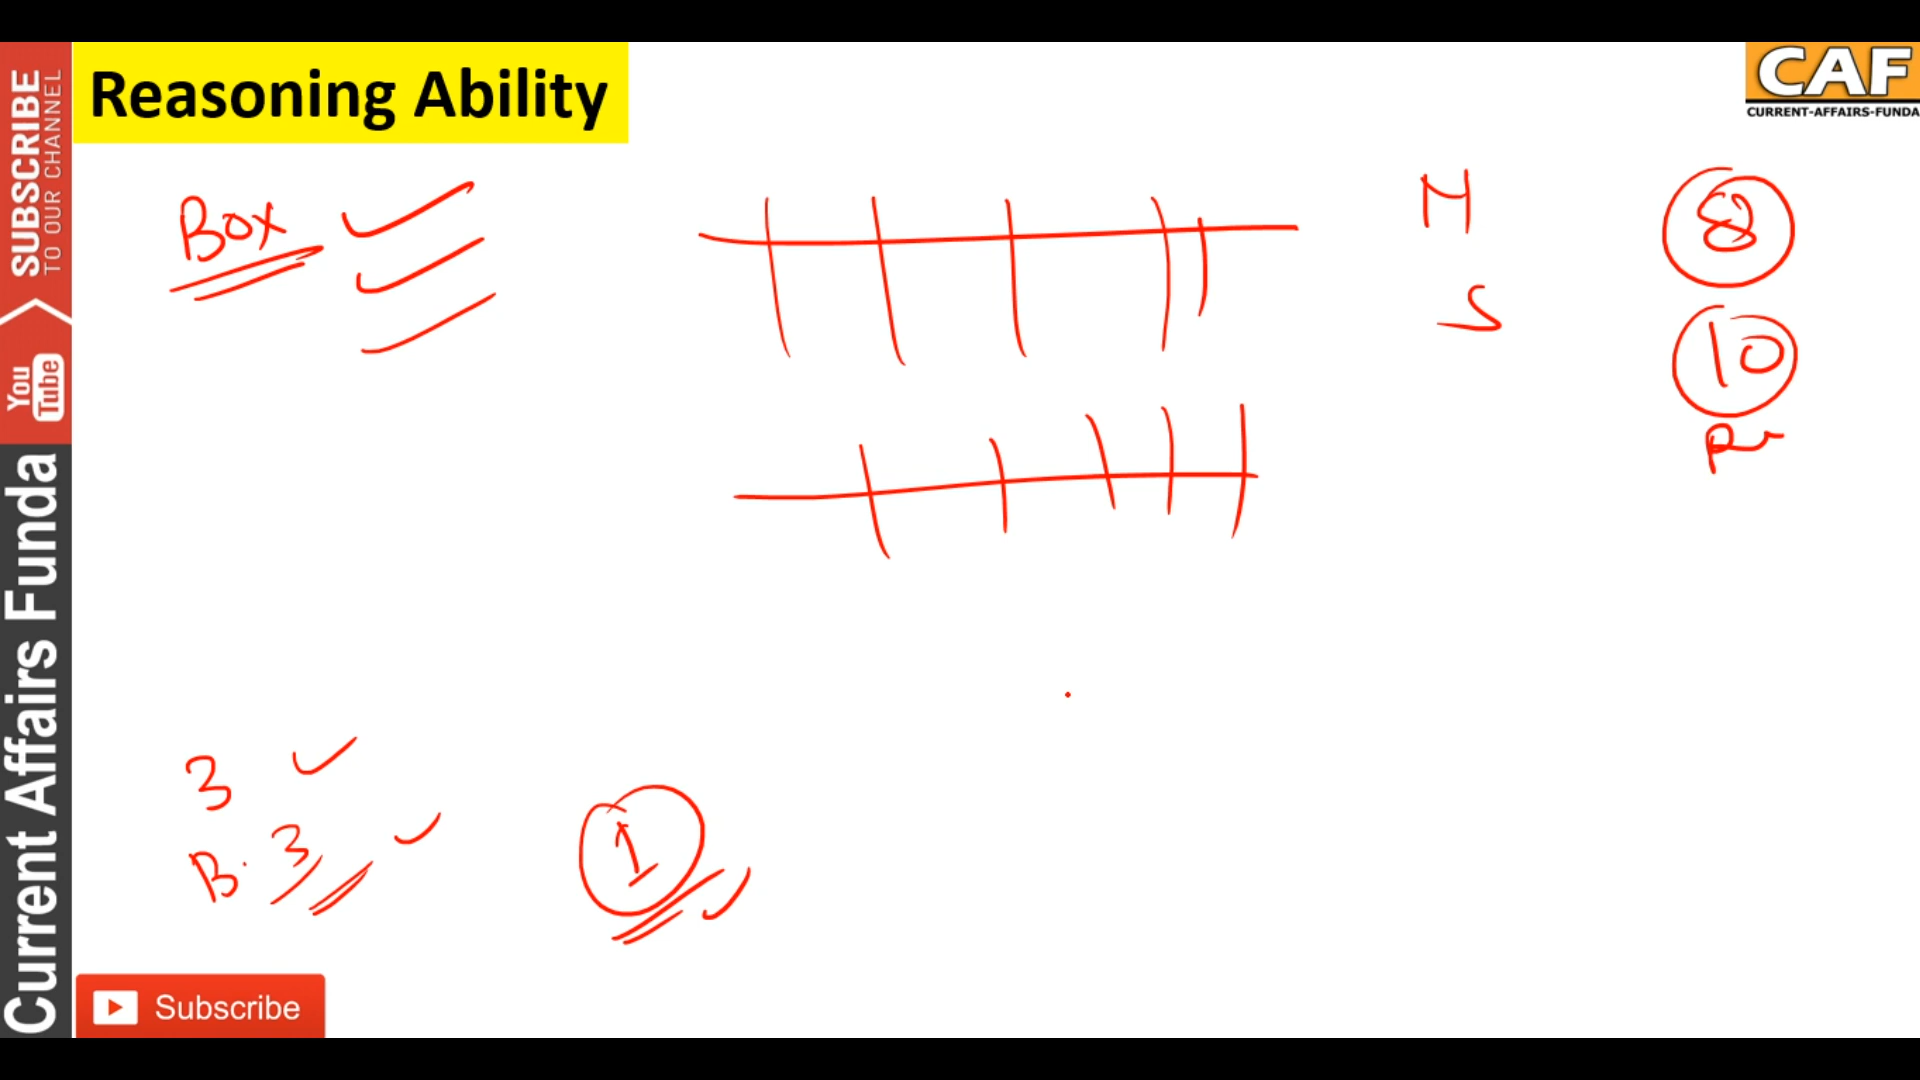 Reasoning Ability
CAF
CURRENT-AFFAIRS-FUNDA
SUBSCRIBE
TO OUR CHANNEL
You
Tube
Current Affairs Funda
Box
M
S
8
10
3
B. 3
1
Subscribe